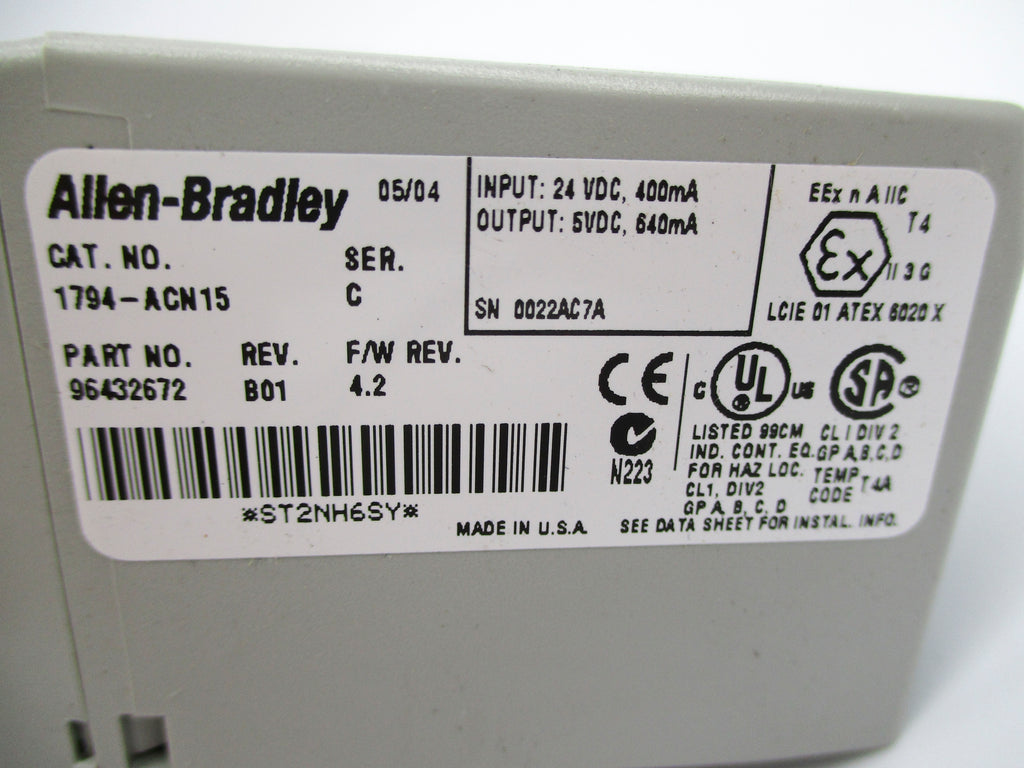 Allen-Bradley 05/04
CAT. NO. SER.
1794-ACN15 C
PART NO. REV. F/W REV.
96432672 B01 4.2
*ST2NH6SY*
INPUT: 24 VDC, 400mA
OUTPUT: 5VDC, 640mA
SN 0022AC7A
EEx n A IIC
T4
Ex
II 3 G
LCIE 01 ATEX 6020 X
CE
N223
C UL US
LISTED 99CM
IND. CONT. EQ.
FOR HAZ LOC.
CL1, DIV2
GP A, B, C, D
SA ®
CL I DIV 2
GP A,B,C,D
TEMP T4A
CODE
MADE IN U.S.A.
SEE DATA SHEET FOR INSTAL. INFO.